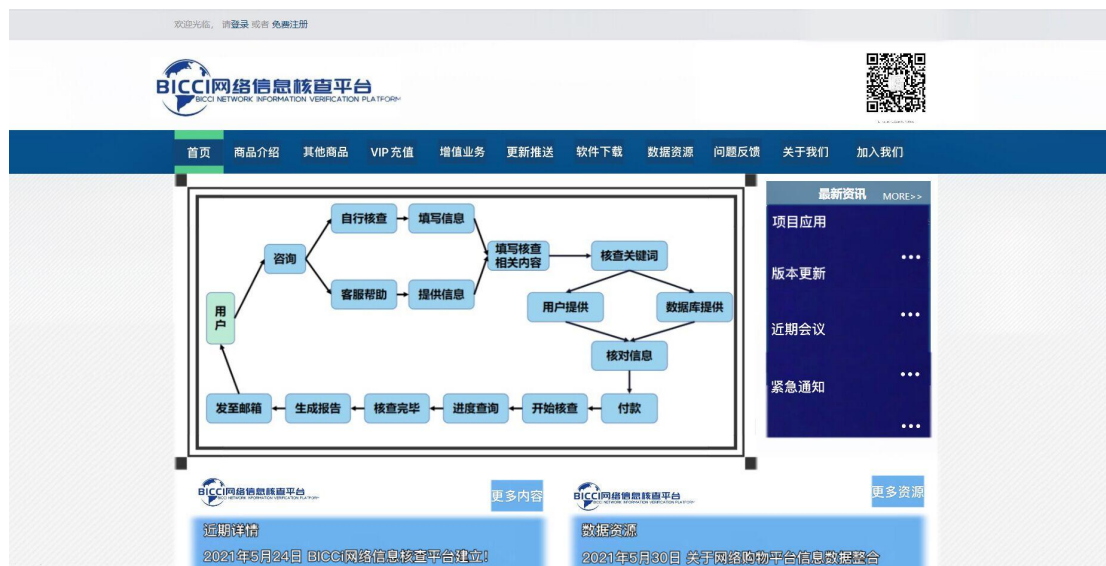 欢迎光临, 请登录 或者 免费注册
BICCI网络信息核查平台
BICCI NETWORK INFORMATION VERIFICATION PLATFORM
首页 商品介绍 其他商品 VIP充值 增值业务 更新推送 软件下载 数据资源 问题反馈 关于我们 加入我们
最新资讯 MORE>>
项目应用
版本更新
近期会议
紧急通知
自行核查 填写信息
咨询
填写核查
相关内容
核查关键词
客服帮助 提供信息
用户
用户提供 数据库提供
核对信息
发至邮箱 生成报告 核查完毕 进度查询 开始核查 付款
BICCI网络信息核查平台
更多内容
近期详情
2021年5月24日 BICCi网络信息核查平台建立!
BICCI网络信息核查平台
更多资源
数据资源
2021年5月30日 关于网络购物平台信息数据整合